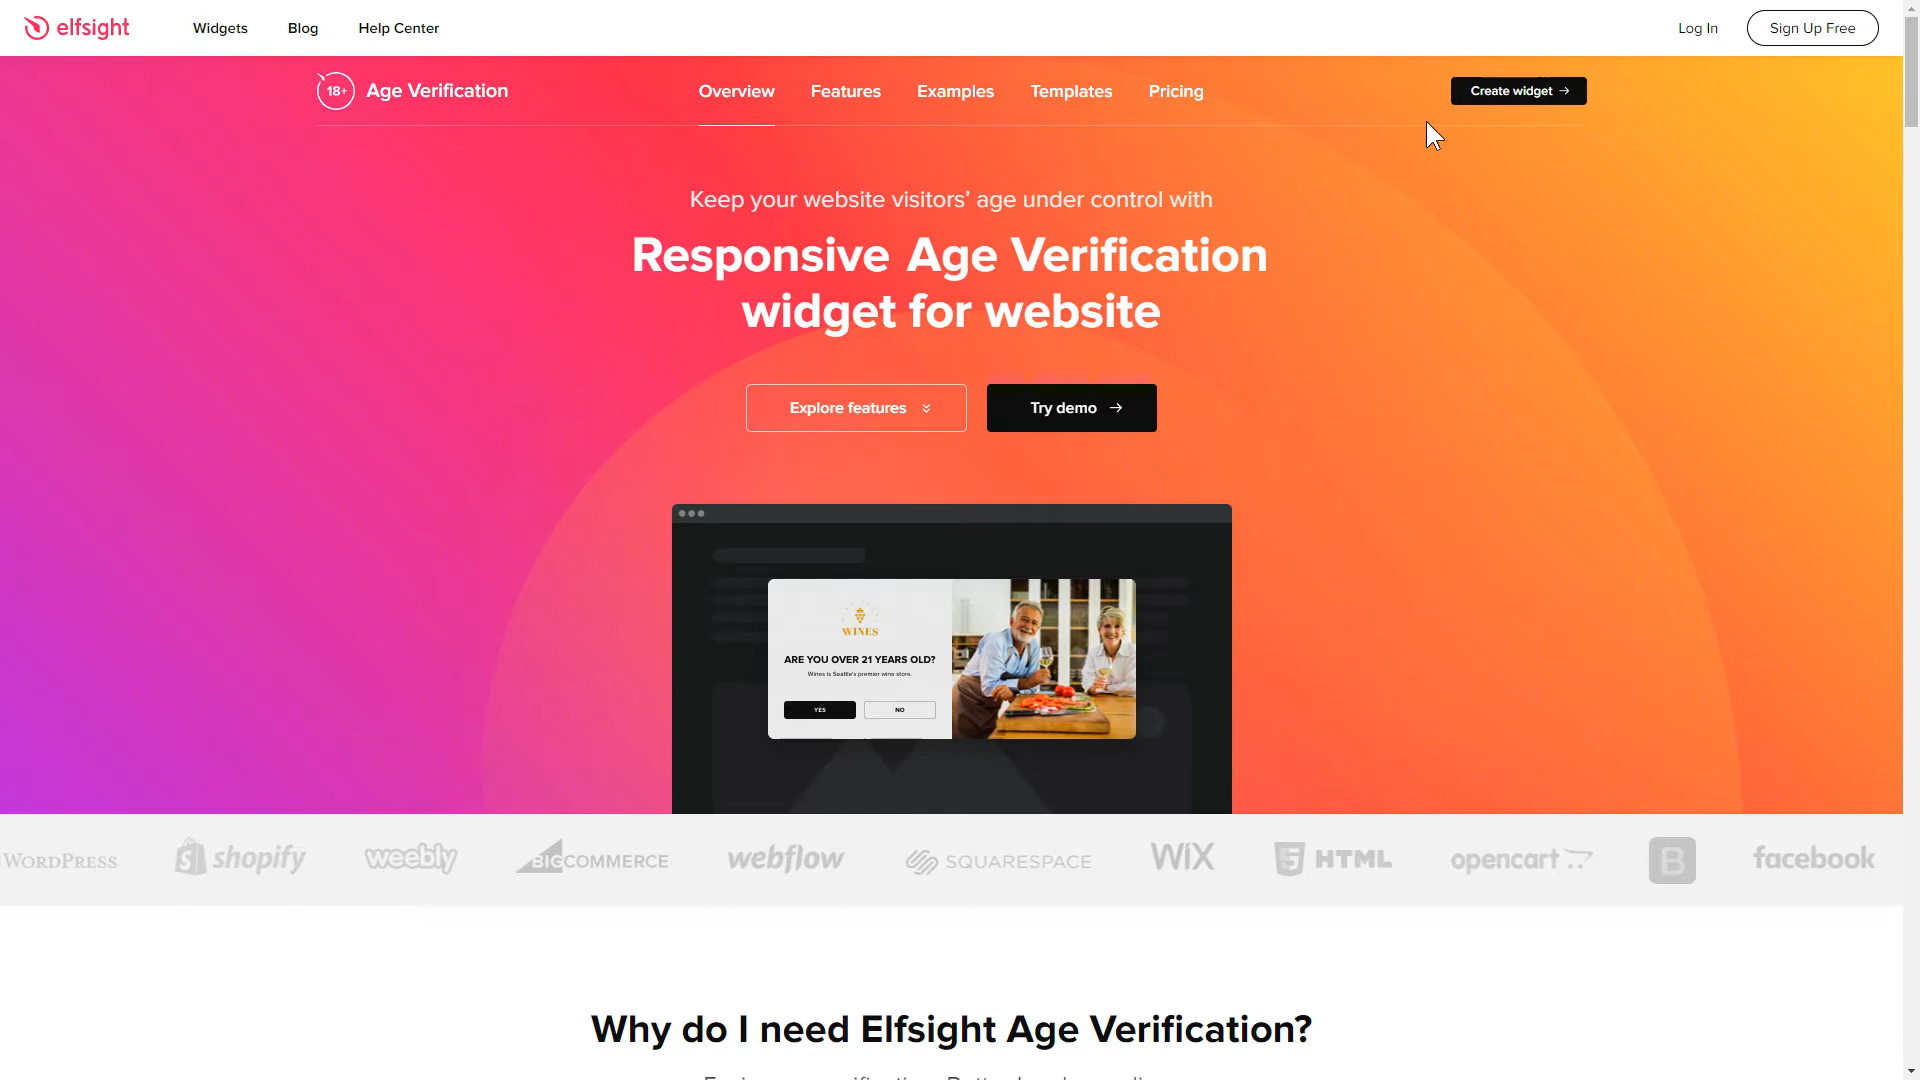 elfsight
Widgets
Blog
Help Center
Log In
Sign Up Free
18+
Age Verification
Overview
Features
Examples
Templates
Pricing
Create widget →
Keep your website visitors’ age under control with
Responsive Age Verification
widget for website
Explore features
Try demo →
WINES
ARE YOU OVER 21 YEARS OLD?
Wines is Seattle's premier wine store.
YES
NO
WORDPRESS
shopify
weebly
BIGCOMMERCE
webflow
SQUARESPACE
WiX
HTML
opencart
B
facebook
Why do I need Elfsight Age Verification?